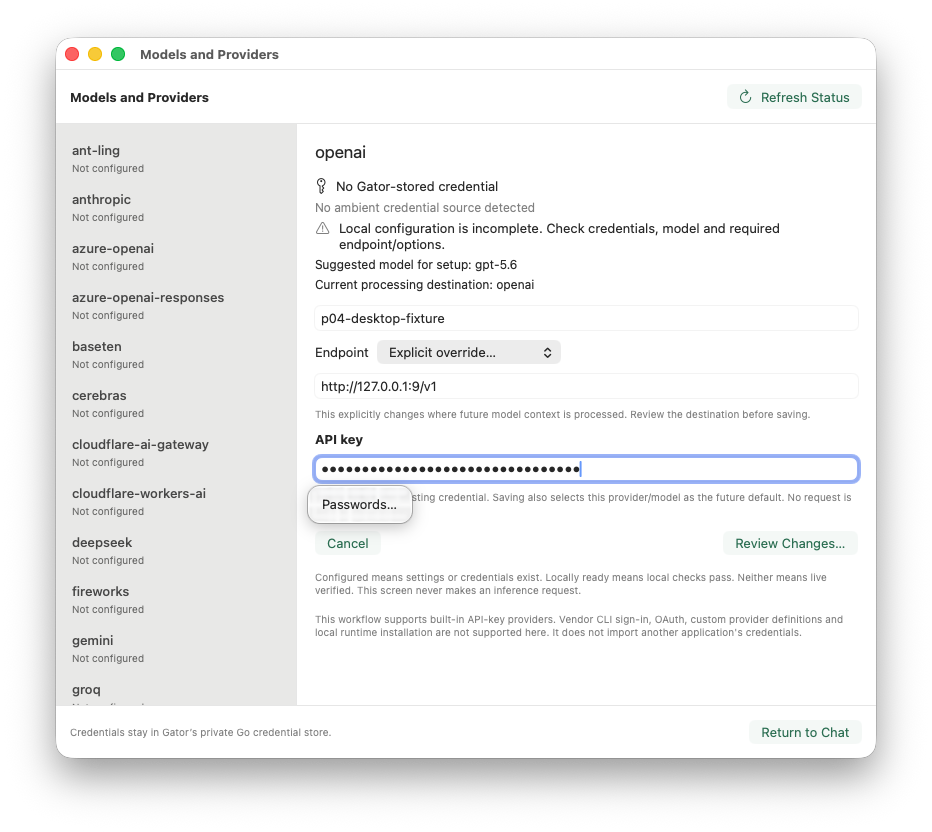 Models and Providers
Models and Providers
Refresh Status
ant-ling
Not configured
anthropic
Not configured
azure-openai
Not configured
azure-openai-responses
Not configured
baseten
Not configured
cerebras
Not configured
cloudflare-ai-gateway
Not configured
cloudflare-workers-ai
Not configured
deepseek
Not configured
fireworks
Not configured
gemini
Not configured
groq
openai
No Gator-stored credential
No ambient credential source detected
Local configuration is incomplete. Check credentials, model and required
endpoint/options.
Suggested model for setup: gpt-5.6
Current processing destination: openai
p04-desktop-fixture
Endpoint Explicit override...
http://127.0.0.1:9/v1
This explicitly changes where future model context is processed. Review the destination before saving.
API key
credential. Saving also selects this provider/model as the future default. No request is
Passwords...
Cancel
Review Changes...
Configured means settings or credentials exist. Locally ready means local checks pass. Neither means live
verified. This screen never makes an inference request.
This workflow supports built-in API-key providers. Vendor CLI sign-in, OAuth, custom provider definitions and
local runtime installation are not supported here. It does not import another application's credentials.
Credentials stay in Gator's private Go credential store.
Return to Chat